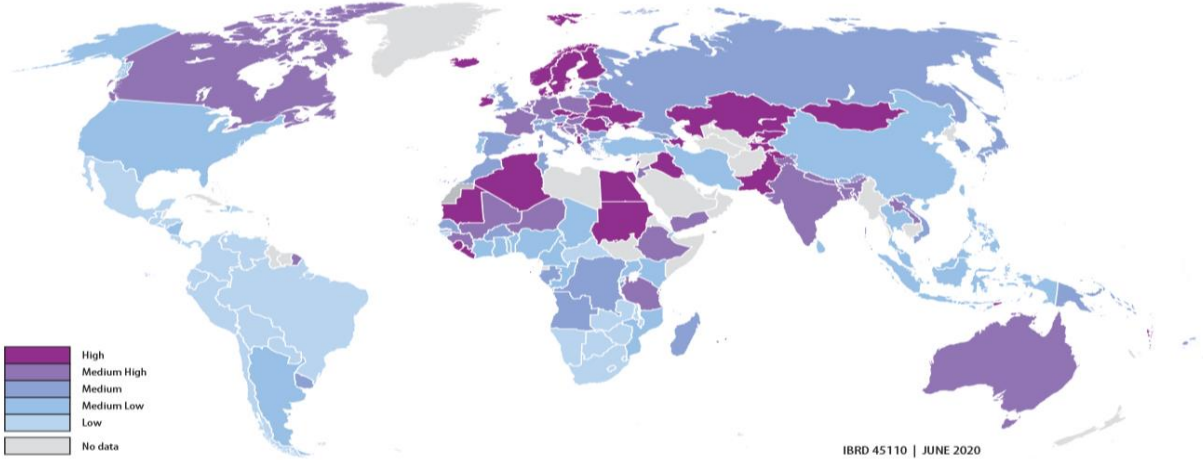 High
Medium High
Medium
Medium Low
Low
No data
IBRD 45110 | JUNE 2020